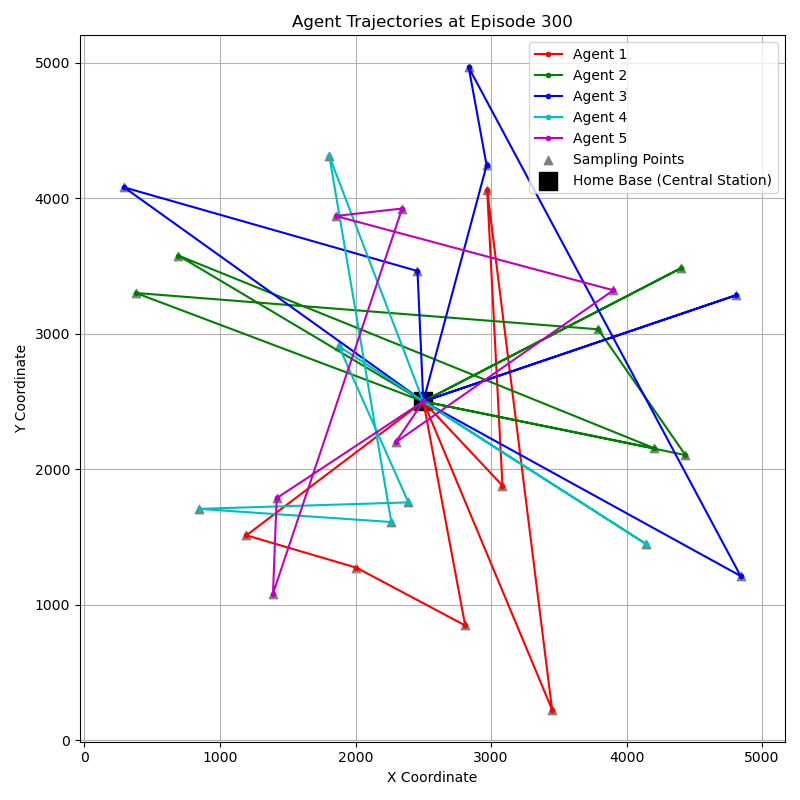 Agent Trajectories at Episode 300
Agent 1
Agent 2
Agent 3
Agent 4
Agent 5
Sampling Points
Home Base (Central Station)
5000
4000
3000
2000
1000
0
Y Coordinate
0 1000 2000 3000 4000 5000
X Coordinate